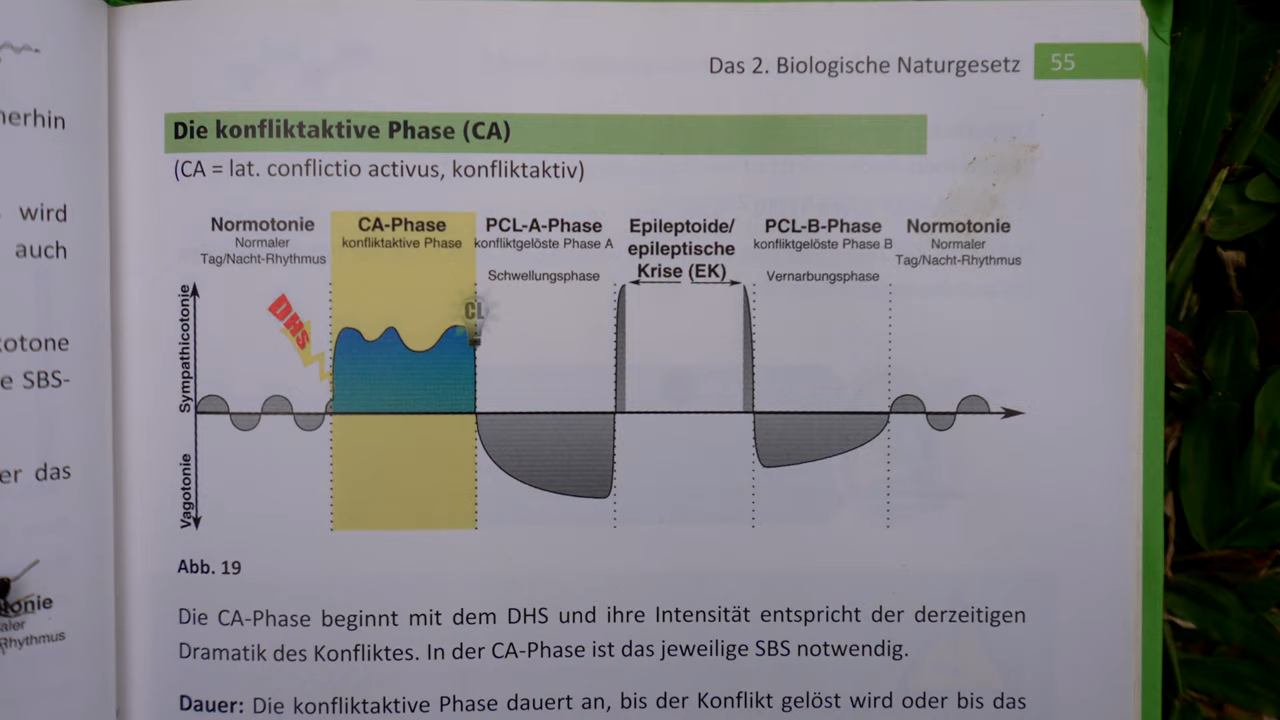 nerhin
wird
auch
kotone
e SBS-
er das
tonie
aler
Rhythmus
Das 2. Biologische Naturgesetz 55
Die konfliktaktive Phase (CA)
(CA = lat. conflictio activus, konfliktaktiv)
Normotonie
Normaler
Tag/Nacht-Rhythmus
CA-Phase
konfliktaktive Phase
PCL-A-Phase
konfliktgelöste Phase A
Schwellungsphase
Epileptoide/
epileptische
Krise (EK)
PCL-B-Phase
konfliktgelöste Phase B
Vernarbungsphase
Normotonie
Normaler
Tag/Nacht-Rhythmus
Sympathicotonie
Vagotonie
DHS
CL
Abb. 19
Die CA-Phase beginnt mit dem DHS und ihre Intensität entspricht der derzeitigen
Dramatik des Konfliktes. In der CA-Phase ist das jeweilige SBS notwendig.
Dauer: Die konfliktaktive Phase dauert an, bis der Konflikt gelöst wird oder bis das